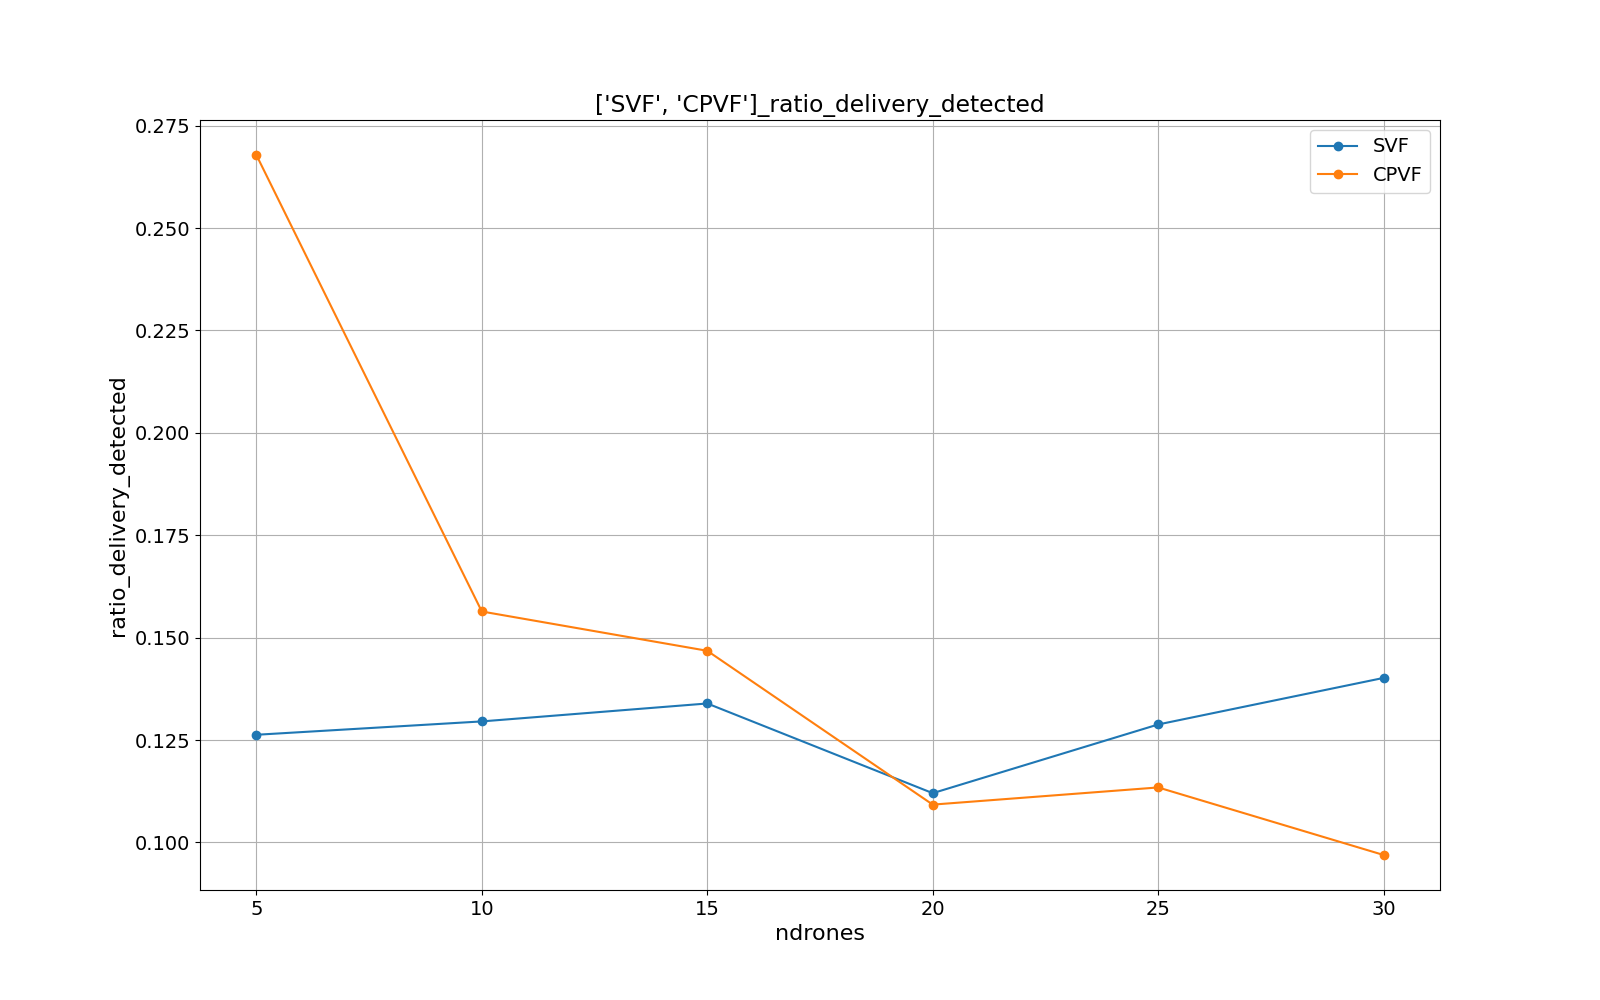 ['SVF', 'CPVF']_ratio_delivery_detected
SVF
CPVF
ratio_delivery_detected
0.275
0.250
0.225
0.200
0.175
0.150
0.125
0.100
5 10 15 20 25 30
ndrones